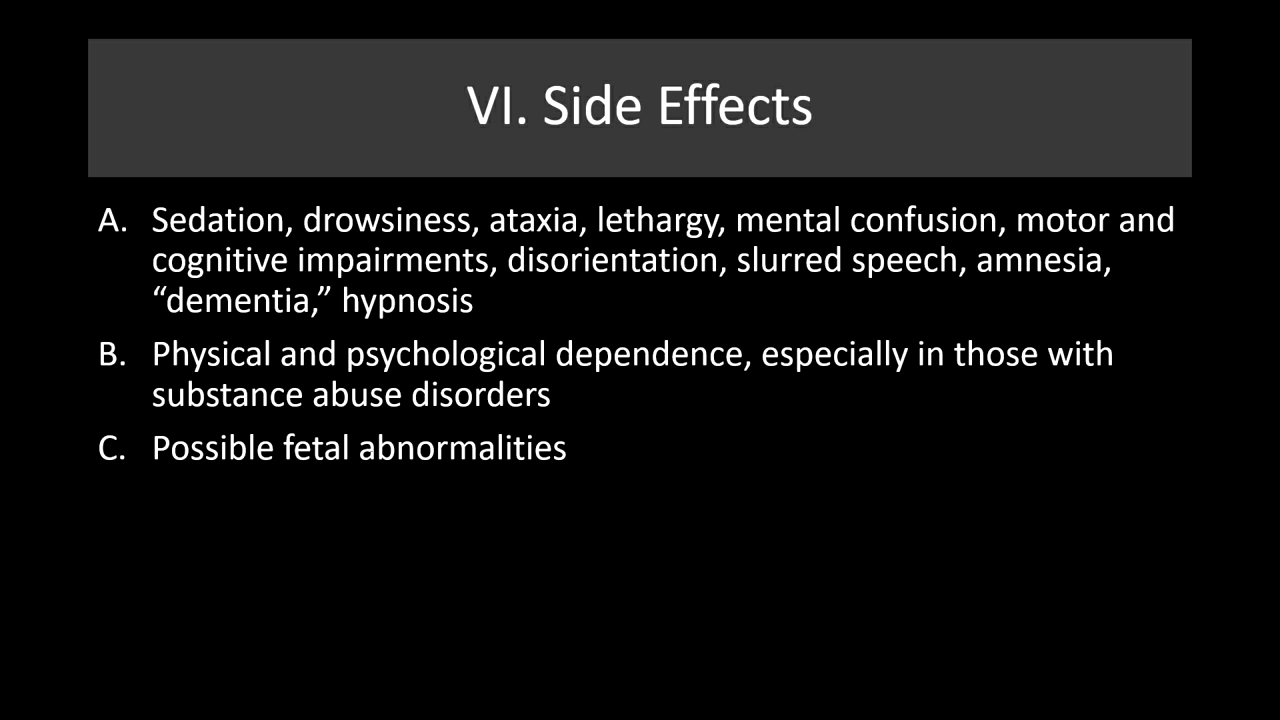 VI. Side Effects
A. Sedation, drowsiness, ataxia, lethargy, mental confusion, motor and
cognitive impairments, disorientation, slurred speech, amnesia,
“dementia,” hypnosis
B. Physical and psychological dependence, especially in those with
substance abuse disorders
C. Possible fetal abnormalities